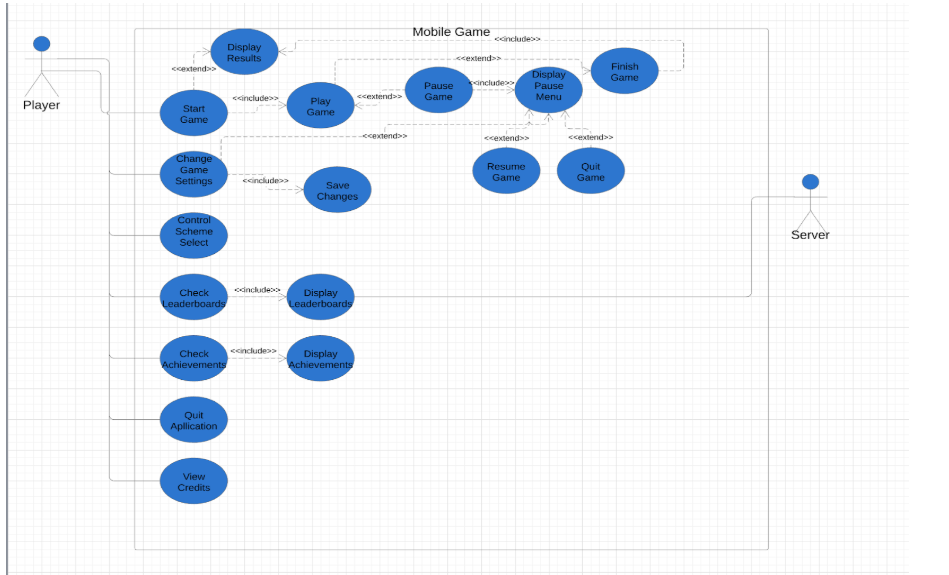 Mobile Game
<<include>>
Display
Results
<<extend>>
Finish
Game
<<extend>>
Player
Start
Game
<<include>>
Play
Game
<<extend>>
Pause
Game
<<include>>
Display
Pause
Menu
<<extend>>
<<extend>>
<<extend>>
Change
Game
Settings
<<include>>
Save
Changes
Resume
Game
Quit
Game
Control
Scheme
Select
Server
Check
Leaderboards
<<include>>
Display
Leaderboards
Check
Achievements
<<include>>
Display
Achievements
Quit
Apllication
View
Credits